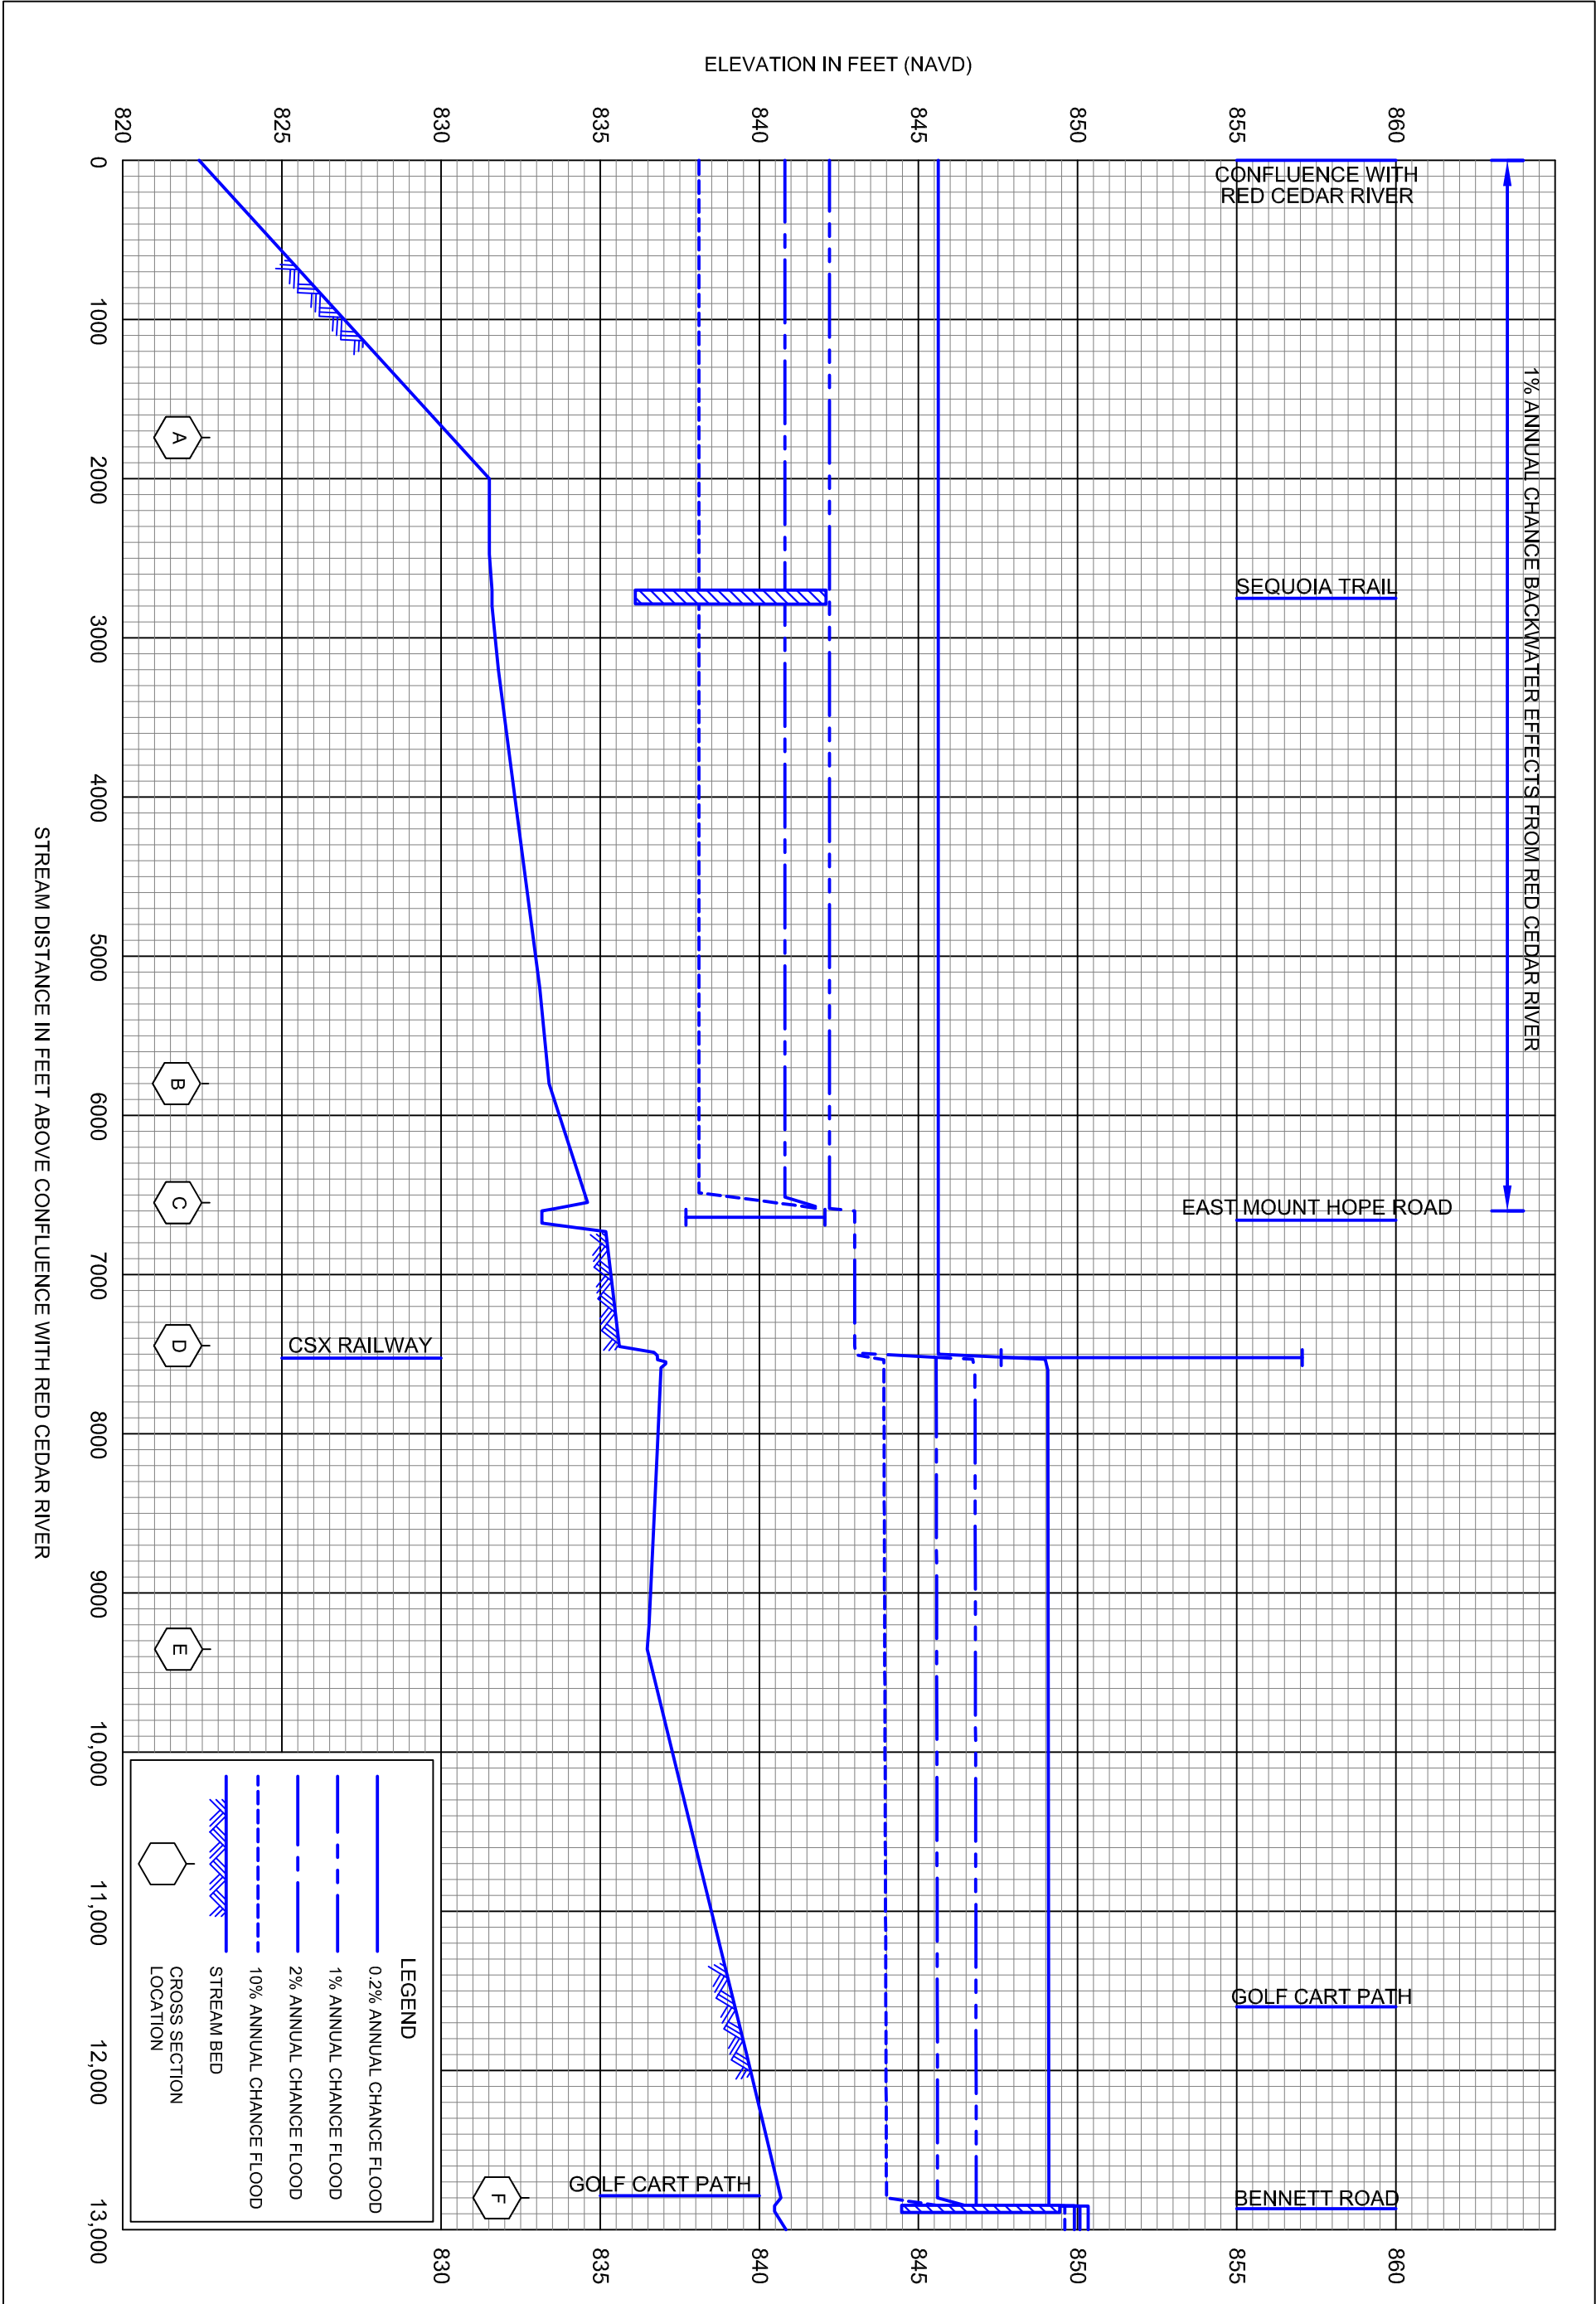 ELEVATION IN FEET (NAVD)
860
855
850
845
840
835
830
825
820
860
855
850
845
840
835
830
1% ANNUAL CHANCE BACKWATER EFFECTS FROM RED CEDAR RIVER
CONFLUENCE WITH
RED CEDAR RIVER
SEQUOIA TRAIL
EAST MOUNT HOPE ROAD
CSX RAILWAY
GOLF CART PATH
GOLF CART PATH
BENNETT ROAD
A
B
C
D
E
F
0
1000
2000
3000
4000
5000
6000
7000
8000
9000
10,000
11,000
12,000
13,000
STREAM DISTANCE IN FEET ABOVE CONFLUENCE WITH RED CEDAR RIVER
LEGEND
0.2% ANNUAL CHANCE FLOOD
1% ANNUAL CHANCE FLOOD
2% ANNUAL CHANCE FLOOD
10% ANNUAL CHANCE FLOOD
STREAM BED
CROSS SECTION
LOCATION